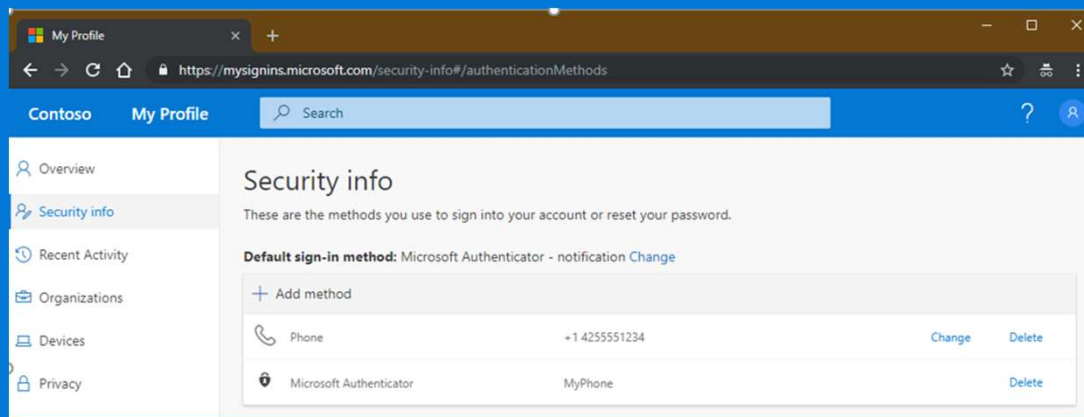 My Profile
https://mysignins.microsoft.com/security-info#/authenticationMethods
Contoso My Profile Search ?
Overview
Security info
Recent Activity
Organizations
Devices
Privacy
Security info
These are the methods you use to sign into your account or reset your password.
Default sign-in method: Microsoft Authenticator - notification Change
+ Add method
Phone +1 4255551234 Change Delete
Microsoft Authenticator MyPhone Delete